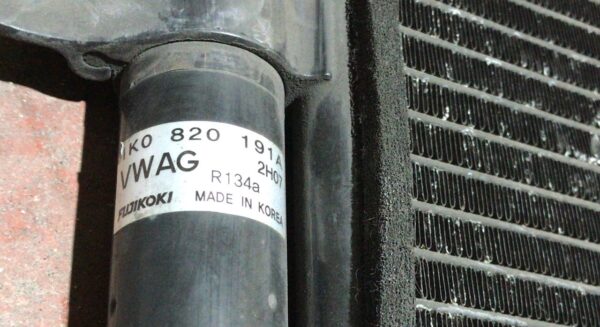 1K0 820 191A
VWAG 2H07
R134a
FUJIKOKI MADE IN KOREA